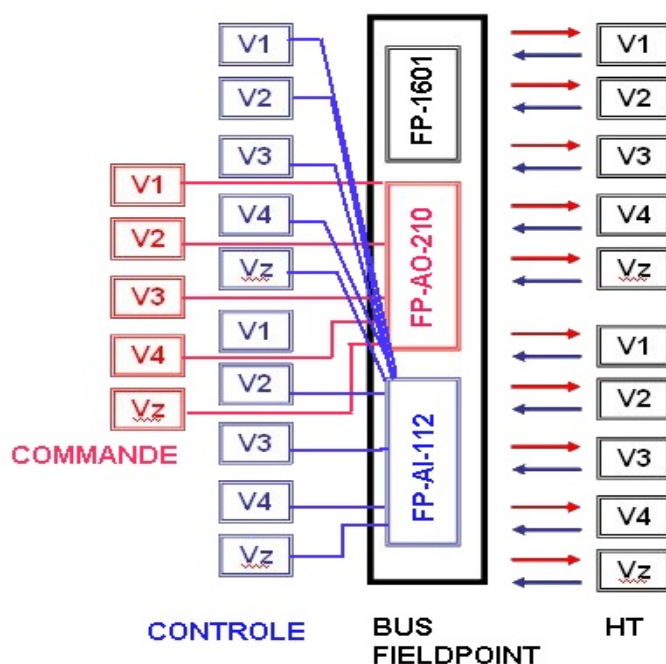 V1
V2
V3
V4
Vz
COMMANDE
V1
V2
V3
V4
Vz
V1
V2
V3
V4
Vz
CONTROLE
FP-1601
FP-AO-210
FP-AI-112
BUS
FIELDPOINT
V1
V2
V3
V4
Vz
V1
V2
V3
V4
Vz
HT